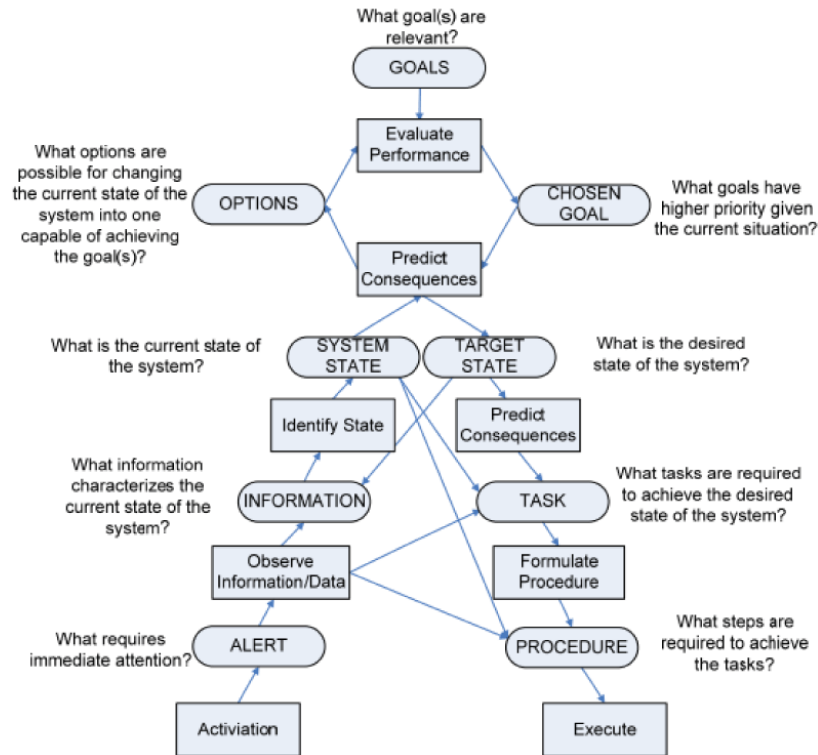 What goal(s) are
relevant?
GOALS
Evaluate
Performance
What options are
possible for changing
the current state of the
system into one
capable of achieving
the goal(s)?
OPTIONS
CHOSEN
GOAL
What goals have
higher priority given
the current situation?
Predict
Consequences
What is the current state of
the system?
SYSTEM
STATE
TARGET
STATE
What is the desired
state of the system?
Identify State
Predict
Consequences
What information
characterizes the
current state of the
system?
INFORMATION
TASK
What tasks are required
to achieve the desired
state of the system?
Observe
Information/Data
Formulate
Procedure
What requires
immediate attention?
ALERT
PROCEDURE
What steps are
required to achieve
the tasks?
Activiation
Execute